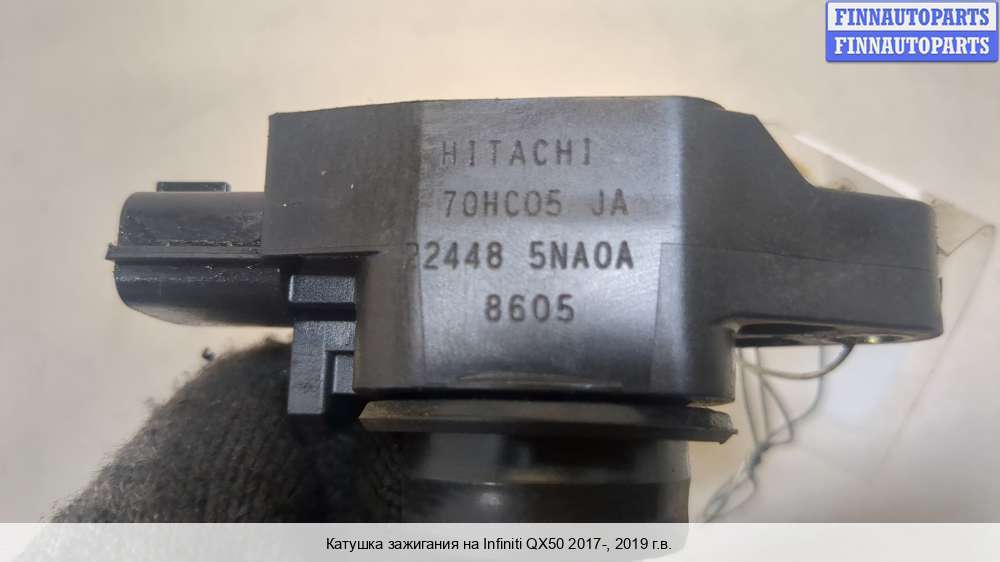 FINNAUTOPARTS
FINNAUTOPARTS
HITACHI
70HC05 JA
22448 5NA0A
8605
Катушка зажигания на Infiniti QX50 2017-, 2019 г.в.